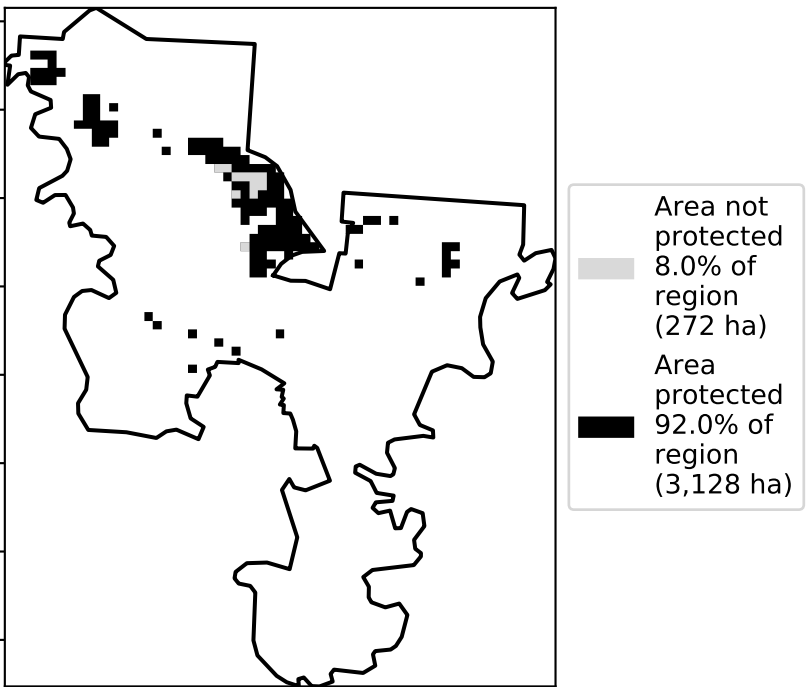 Area not
protected
8.0% of
region
(272 ha)
Area
protected
92.0% of
region
(3,128 ha)